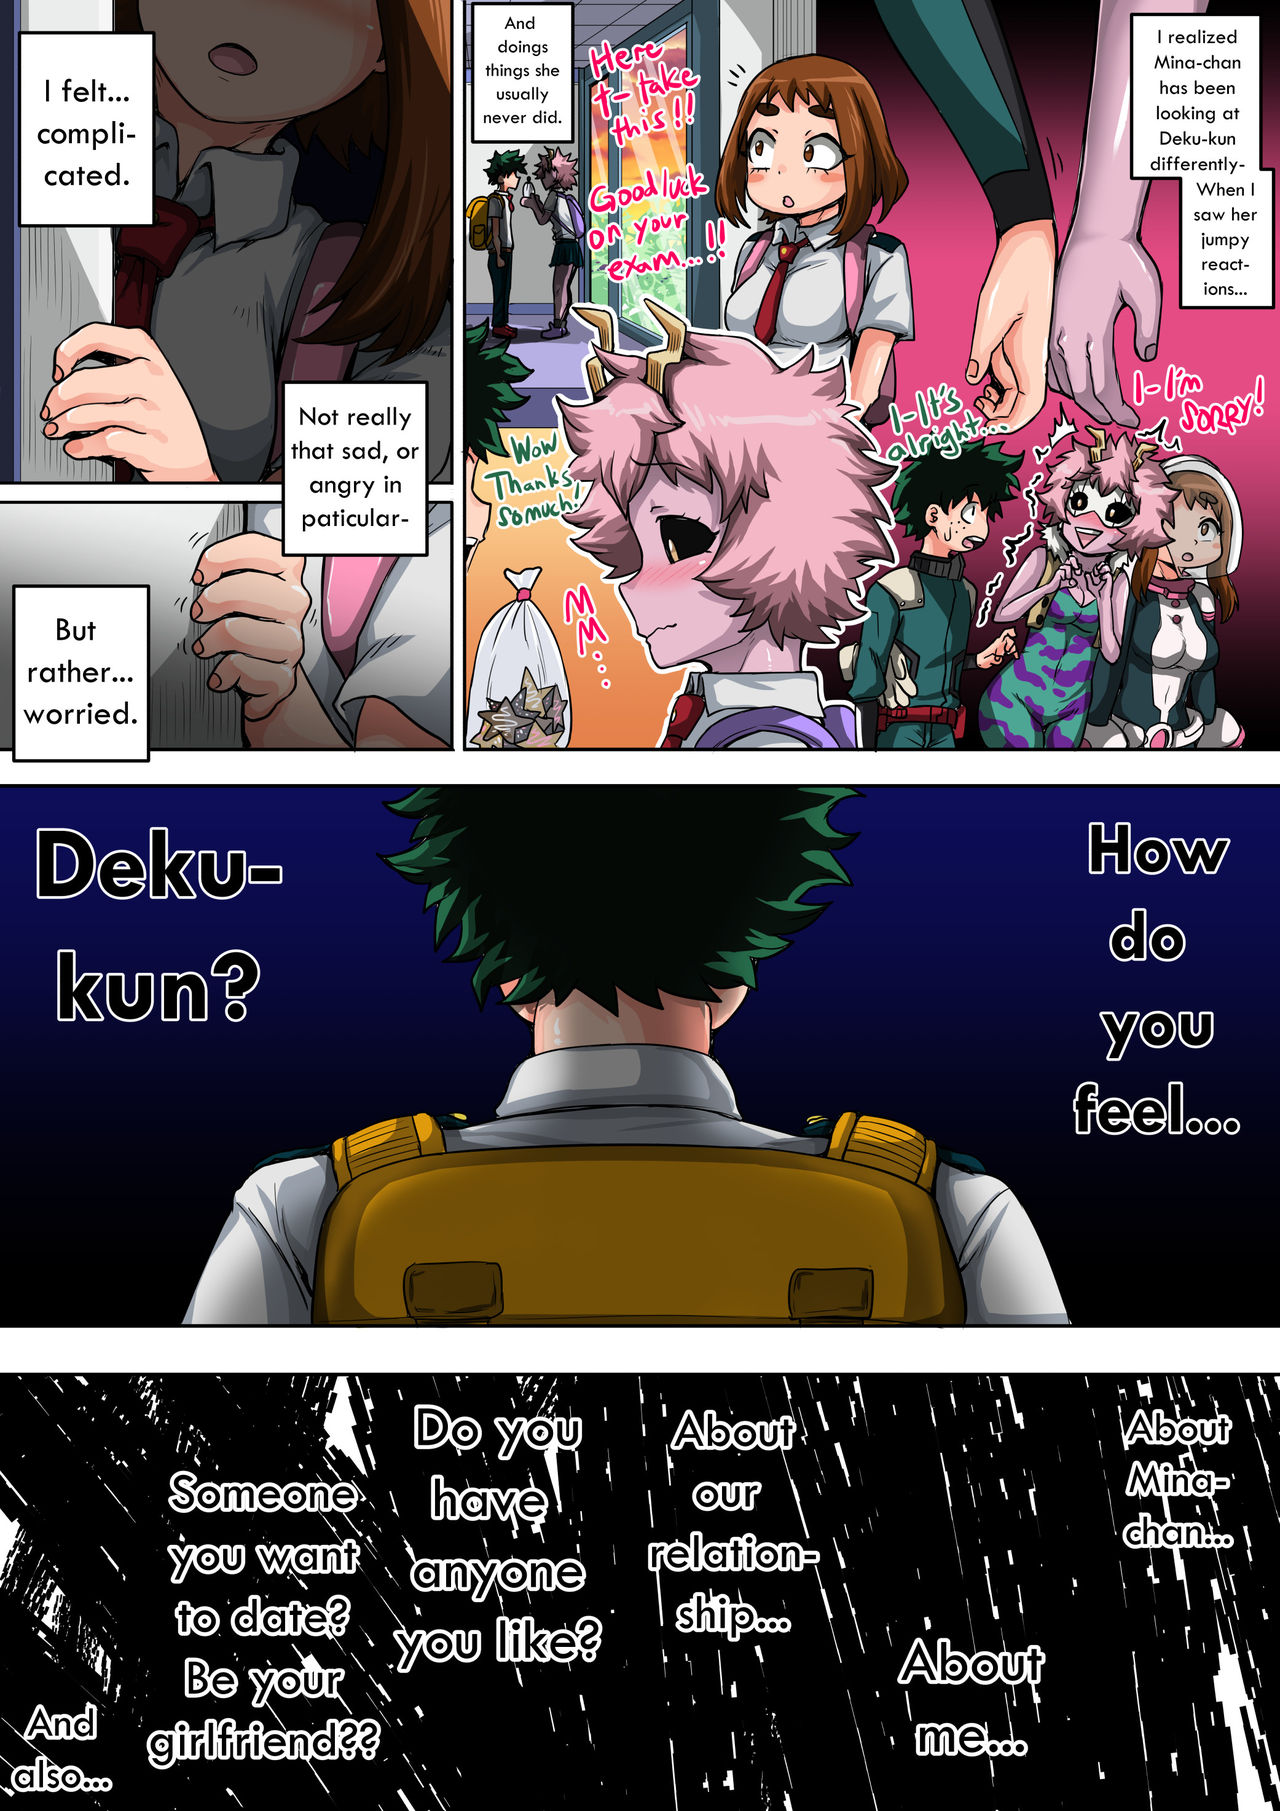 I realized
Mina-chan
has been
looking at
Deku-kun
differently-
When I
saw her
jumpy
react-
ions...
I-I'm
SORRY!
I-It's
alright...
And
doings
things she
usually
never did.
Here
t-take
this!!
Good luck
on your
exam...!!
Wow
Thanks
so much!
MM...
I felt...
compli-
cated.
Not really
that sad, or
angry in
paticular-
But
rather...
worried.
How
do
you
feel...
Deku-
kun?
About
Mina-
chan...
About
me...
About
our
relation-
ship...
Do you
have
anyone
you like?
Someone
you want
to date?
Be your
girlfriend??
And
also...